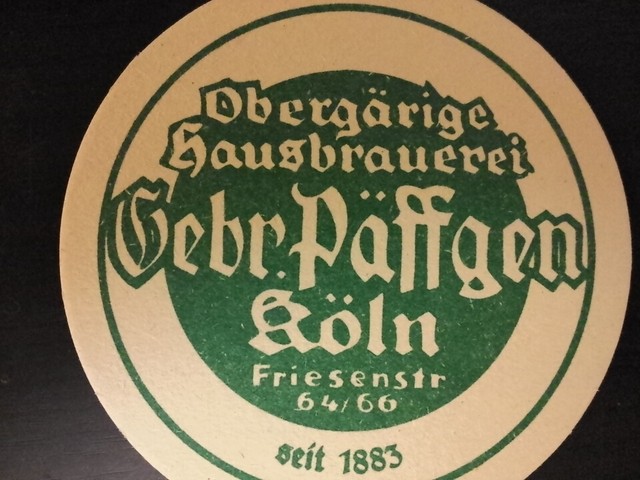 Obergärige
Hausbrauerei
Gebr. Päffgen
Köln
Friesenstr
64/66
seit 1883